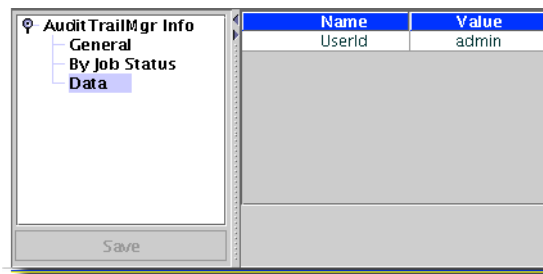 AuditTrailMgr Info
General
By Job Status
Data
Save
Name Value
UserId admin